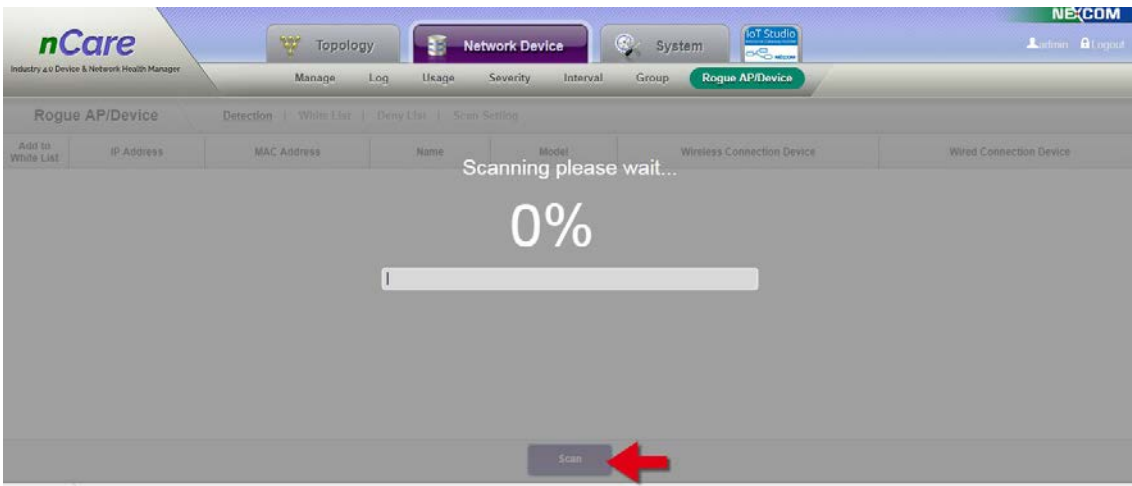 NEXCOM
nCare
Industry 4.0 Device & Network Health Manager
Topology
Network Device
System
IoT Studio
admin
Logout
Manage
Log
Usage
Severity
Interval
Group
Rogue AP/Device
Rogue AP/Device
Detection | White List | Deny List | Scan Setting
Add to
White List
IP Address
MAC Address
Name
Model
Wireless Connection Device
Wired Connection Device
Scanning please wait...
0%
Scan